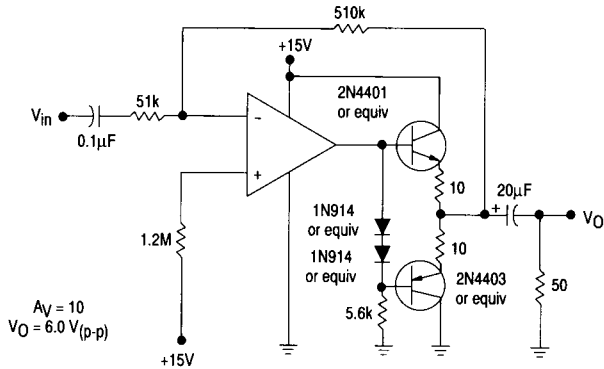 510k
+15V
2N4401
or equiv
51k
Vin
0.1μF
−
+
10
20μF
+
VO
1N914
or equiv
1N914
or equiv
10
1.2M
2N4403
or equiv
50
5.6k
AV = 10
VO = 6.0 V(p-p)
+15V